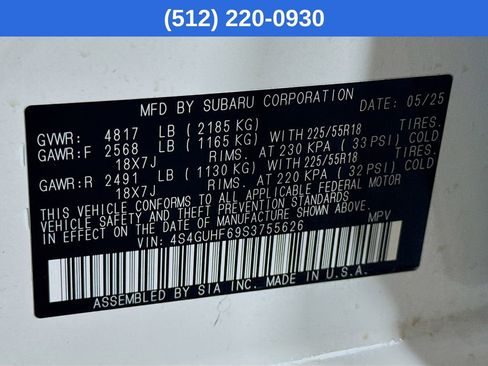 (512) 220-0930
MFD BY SUBARU CORPORATION DATE: 05/25
GVWR: 4817 LB (2185 KG)
GAWR:F 2568 LB (1165 KG) WITH 225/55R18 TIRES.
18X7J RIMS. AT 230 KPA (33 PSI) COLD
GAWR:R 2491 LB (1130 KG) WITH 225/55R18 TIRES.
18X7J RIMS. AT 220 KPA (32 PSI) COLD
THIS VEHICLE CONFORMS TO ALL APPLICABLE FEDERAL MOTOR
VEHICLE SAFETY AND BUMPER STANDARDS IN EFFECT ON
THE DATE OF MANUFACTURE SHOWN ABOVE.
VIN: 4S4GUHF69S3755626 MPV
ASSEMBLED BY SIA INC. MADE IN U.S.A.